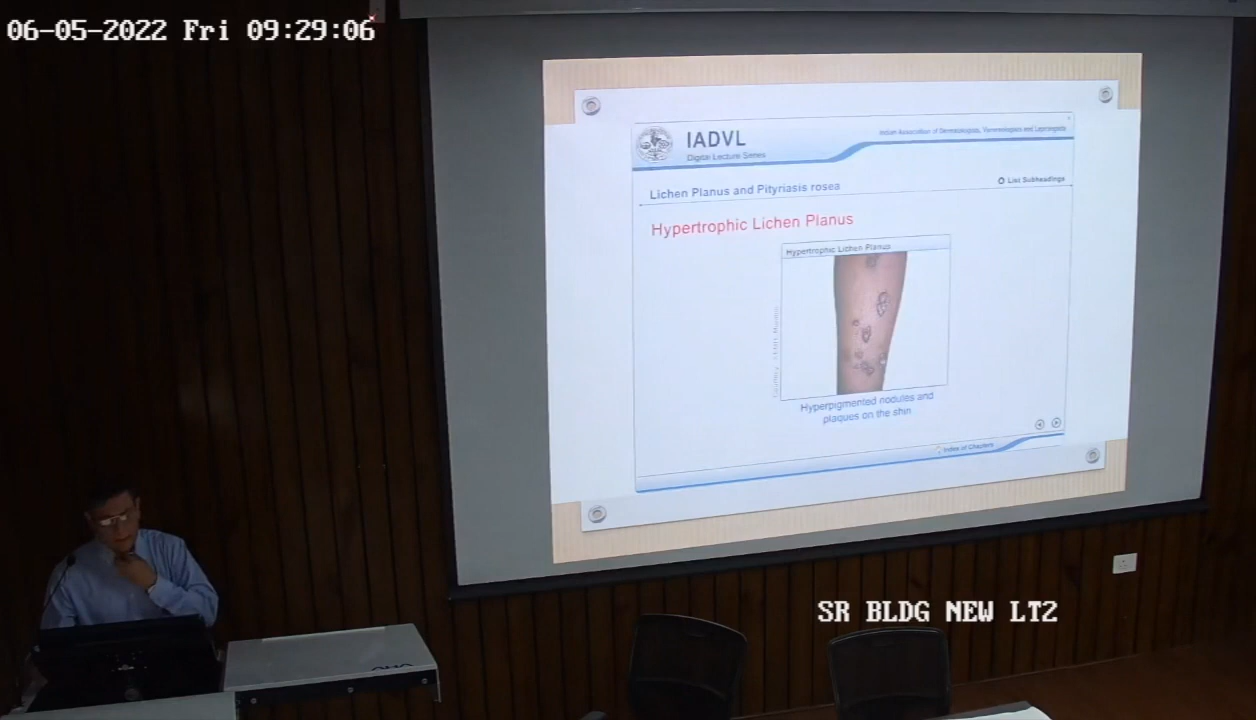 06-05-2022 Fri 09:29:06
IADVL
Digital Lecture Series
Indian Association of Dermatologists, Venereologists and Leprologists
Lichen Planus and Pityriasis rosea
List Subheadings
Hypertrophic Lichen Planus
Hypertrophic Lichen Planus
Hyperpigmented nodules and
plaques on the shin
Index of Chapters
SR BLDG NEW LT2